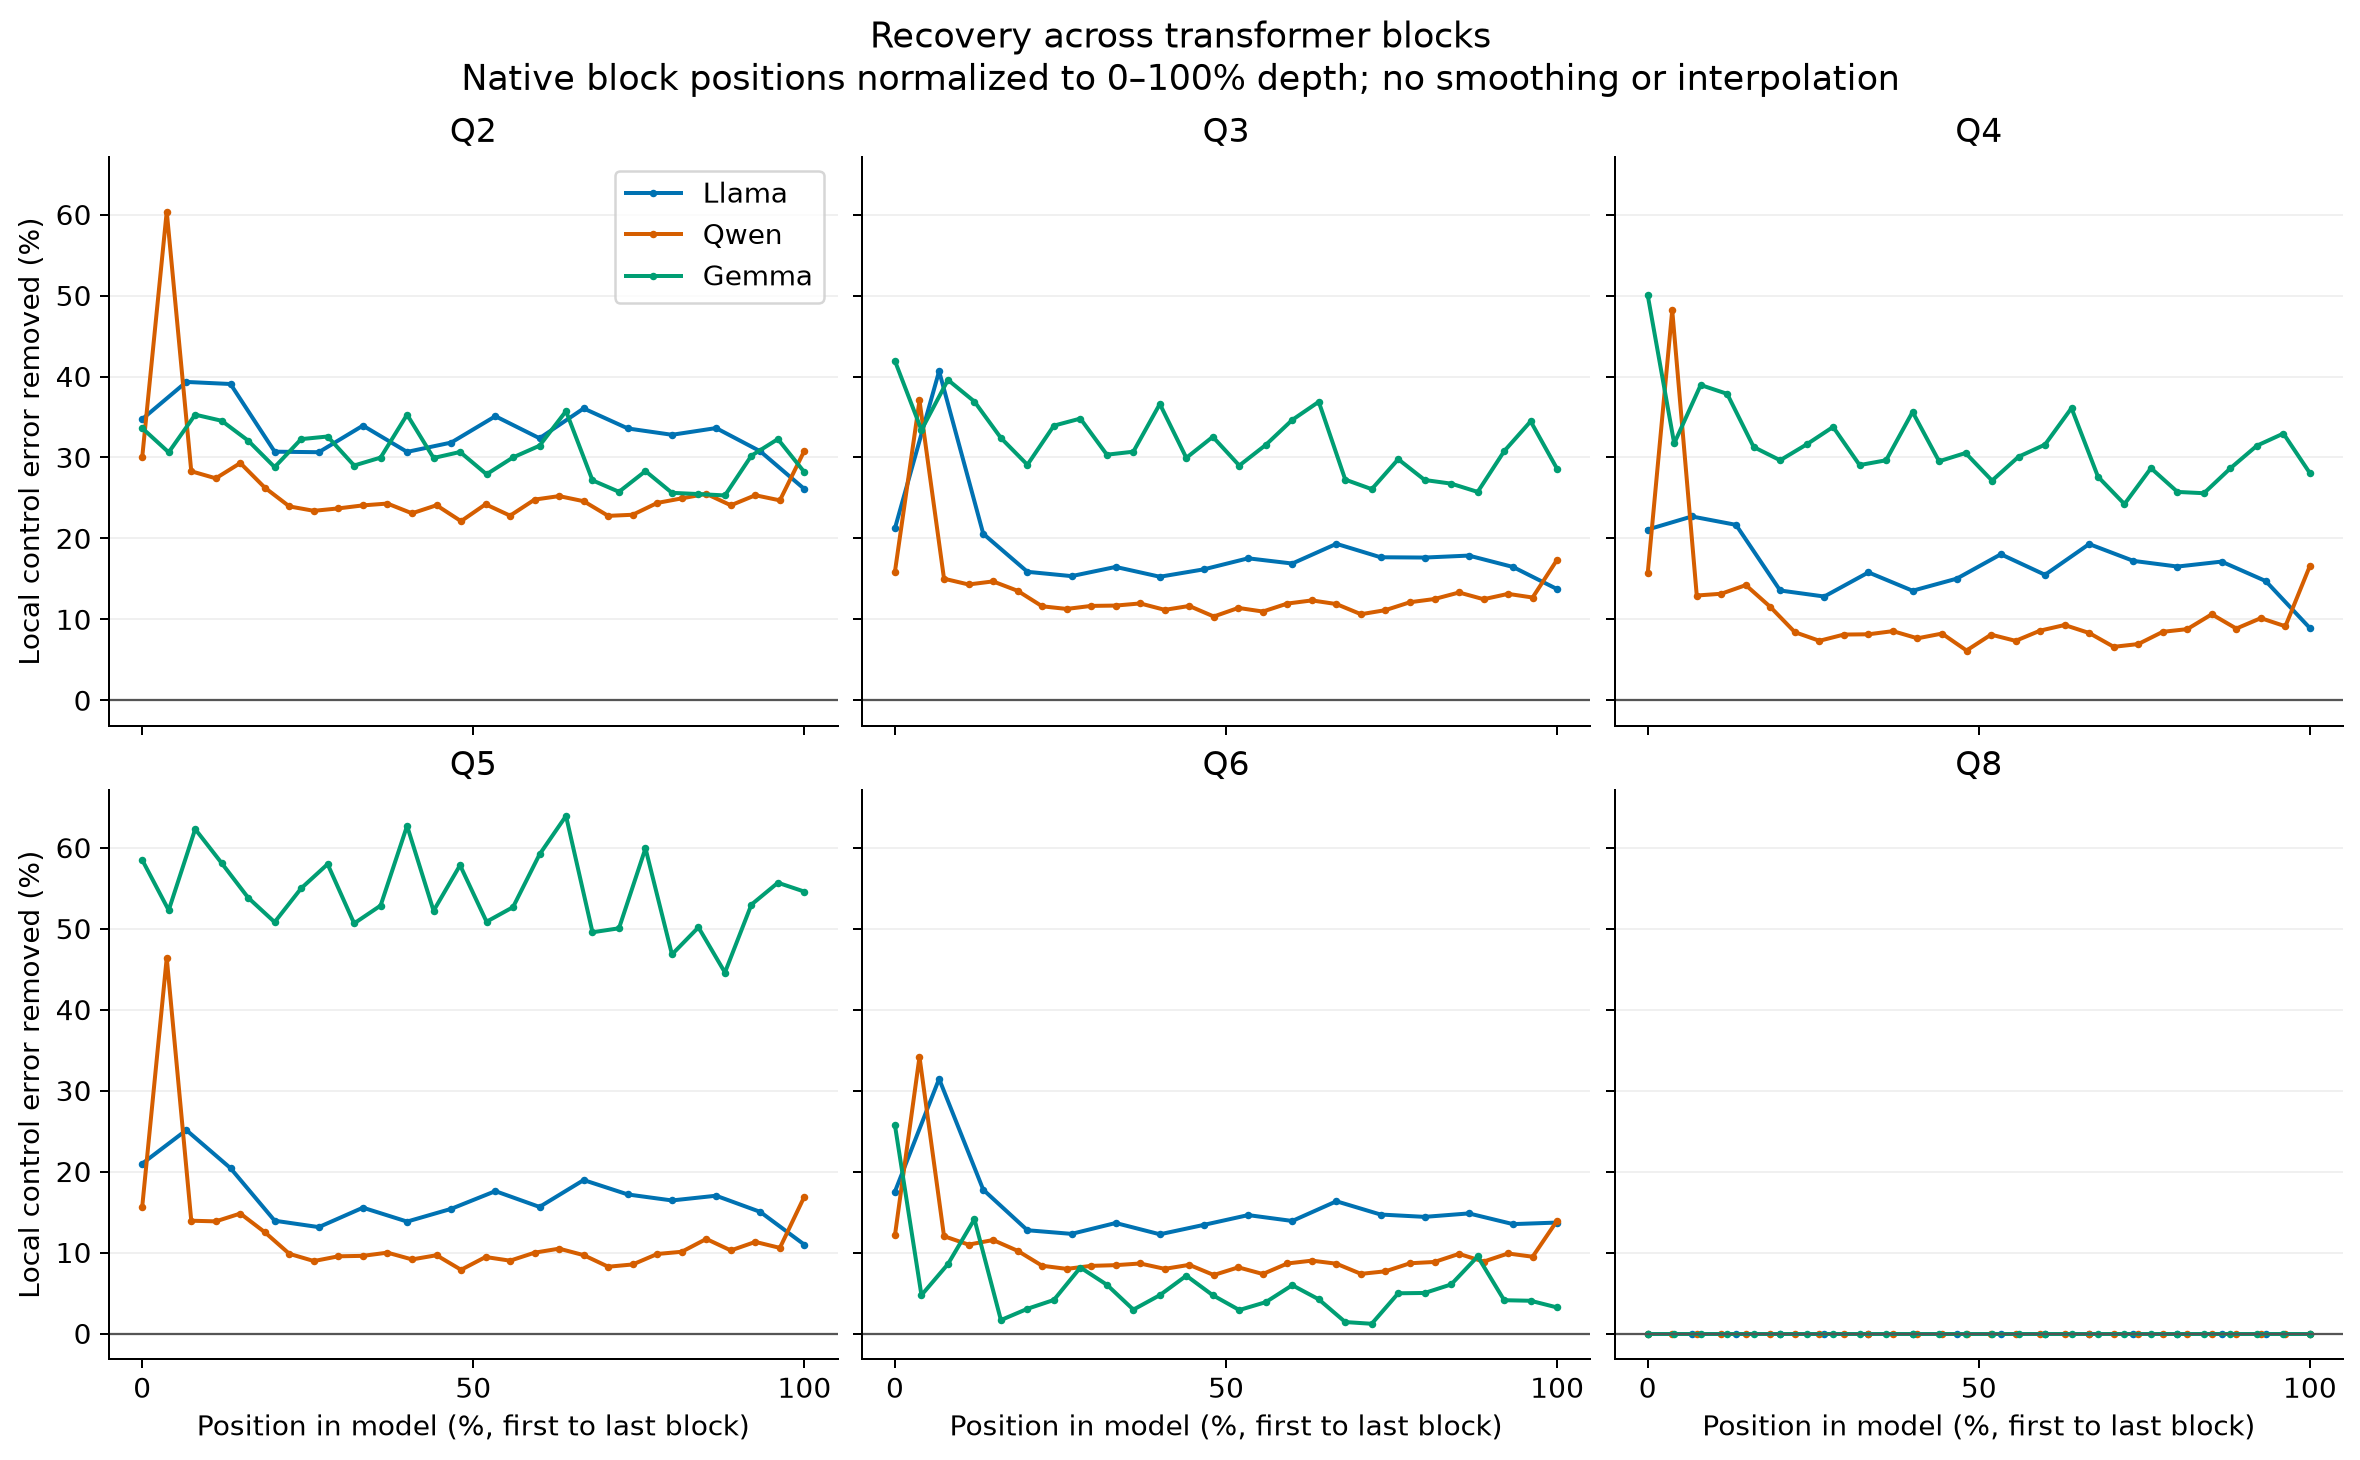 Recovery across transformer blocks
Native block positions normalized to 0–100% depth; no smoothing or interpolation
Q2
Q3
Q4
Local control error removed (%)
60
50
40
30
20
10
0
Llama
Qwen
Gemma
Q5
Q6
Q8
Local control error removed (%)
60
50
40
30
20
10
0
0
50
100
0
50
100
0
50
100
Position in model (%, first to last block)
Position in model (%, first to last block)
Position in model (%, first to last block)